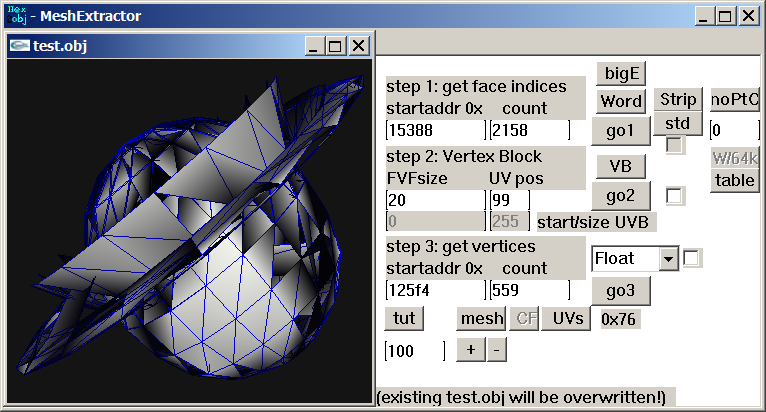 Hex
obj - MeshExtractor
test.obj
bigE
step 1: get face indices
startaddr 0x count
Word
Strip
noPtC
15388
2158
go1
std
0
step 2: Vertex Block
FVFsize
UV pos
VB
W/64k
table
20
99
go2
0
255
start/size UVB
step 3: get vertices
startaddr 0x count
Float
125f4
559
go3
tut
mesh
CF
UVs
0x76
100
+
-
(existing test.obj will be overwritten!)